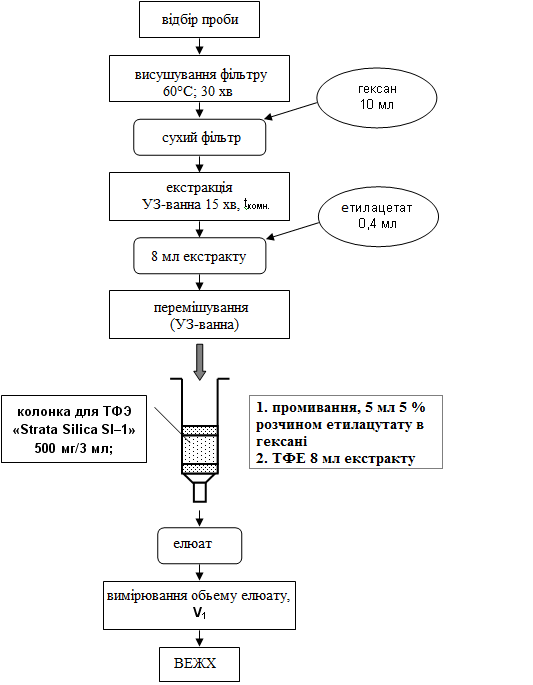 відбір проби
висушування фільтру
60°С; 30 хв
гексан
10 мл
сухий фільтр
екстракція
УЗ-ванна 15 хв, tкомн.
етилацетат
0,4 мл
8 мл екстракту
перемішування
(УЗ-ванна)
колонка для ТФЭ
«Strata Silica SI–1»
500 мг/3 мл;
1. промивання, 5 мл 5 %
розчином етилацутату в
гексані
2. ТФЕ 8 мл екстракту
елюат
вимірювання обьему елюату,
V1
ВЕЖХ